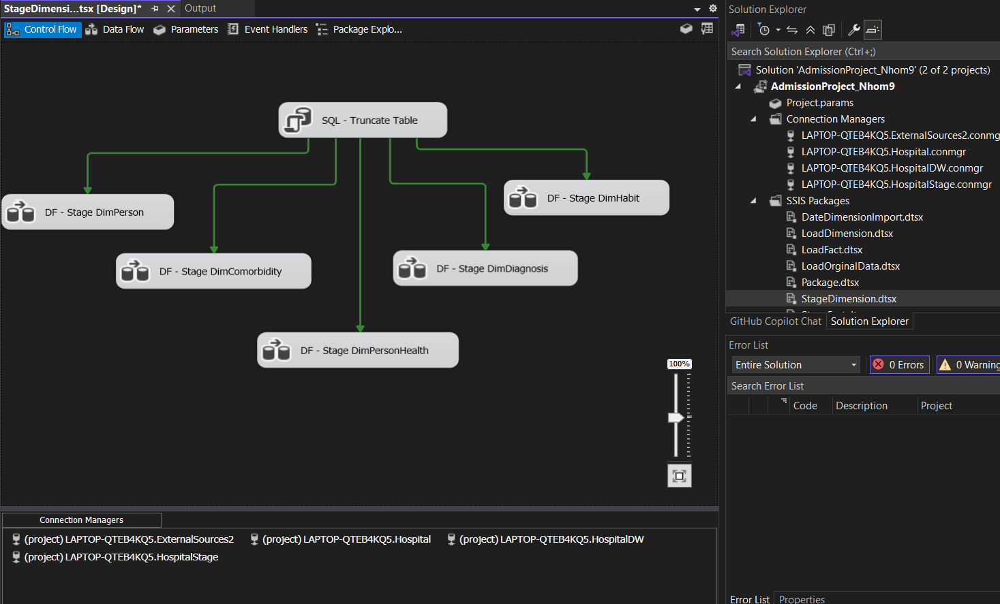 StageDimensi...tsx [Design]*
Output
Control Flow
Data Flow
Parameters
Event Handlers
Package Explo...
SQL - Truncate Table
DF - Stage DimPerson
DF - Stage DimHabit
DF - Stage DimComorbidity
DF - Stage DimDiagnosis
DF - Stage DimPersonHealth
100%
Connection Managers
(project) LAPTOP-QTEB4KQ5.ExternalSources2
(project) LAPTOP-QTEB4KQ5.Hospital
(project) LAPTOP-QTEB4KQ5.HospitalDW
(project) LAPTOP-QTEB4KQ5.HospitalStage
Solution Explorer
Search Solution Explorer (Ctrl+;)
Solution 'AdmissionProject_Nhom9' (2 of 2 projects)
AdmissionProject_Nhom9
Project.params
Connection Managers
LAPTOP-QTEB4KQ5.ExternalSources2.conmg
LAPTOP-QTEB4KQ5.Hospital.conmgr
LAPTOP-QTEB4KQ5.HospitalDW.conmgr
LAPTOP-QTEB4KQ5.HospitalStage.conmgr
SSIS Packages
DateDimensionImport.dtsx
LoadDimension.dtsx
LoadFact.dtsx
LoadOrginalData.dtsx
Package.dtsx
StageDimension.dtsx
GitHub Copilot Chat
Solution Explorer
Error List
Entire Solution
0 Errors
0 Warning
Search Error List
Code
Description
Project
Error List
Properties